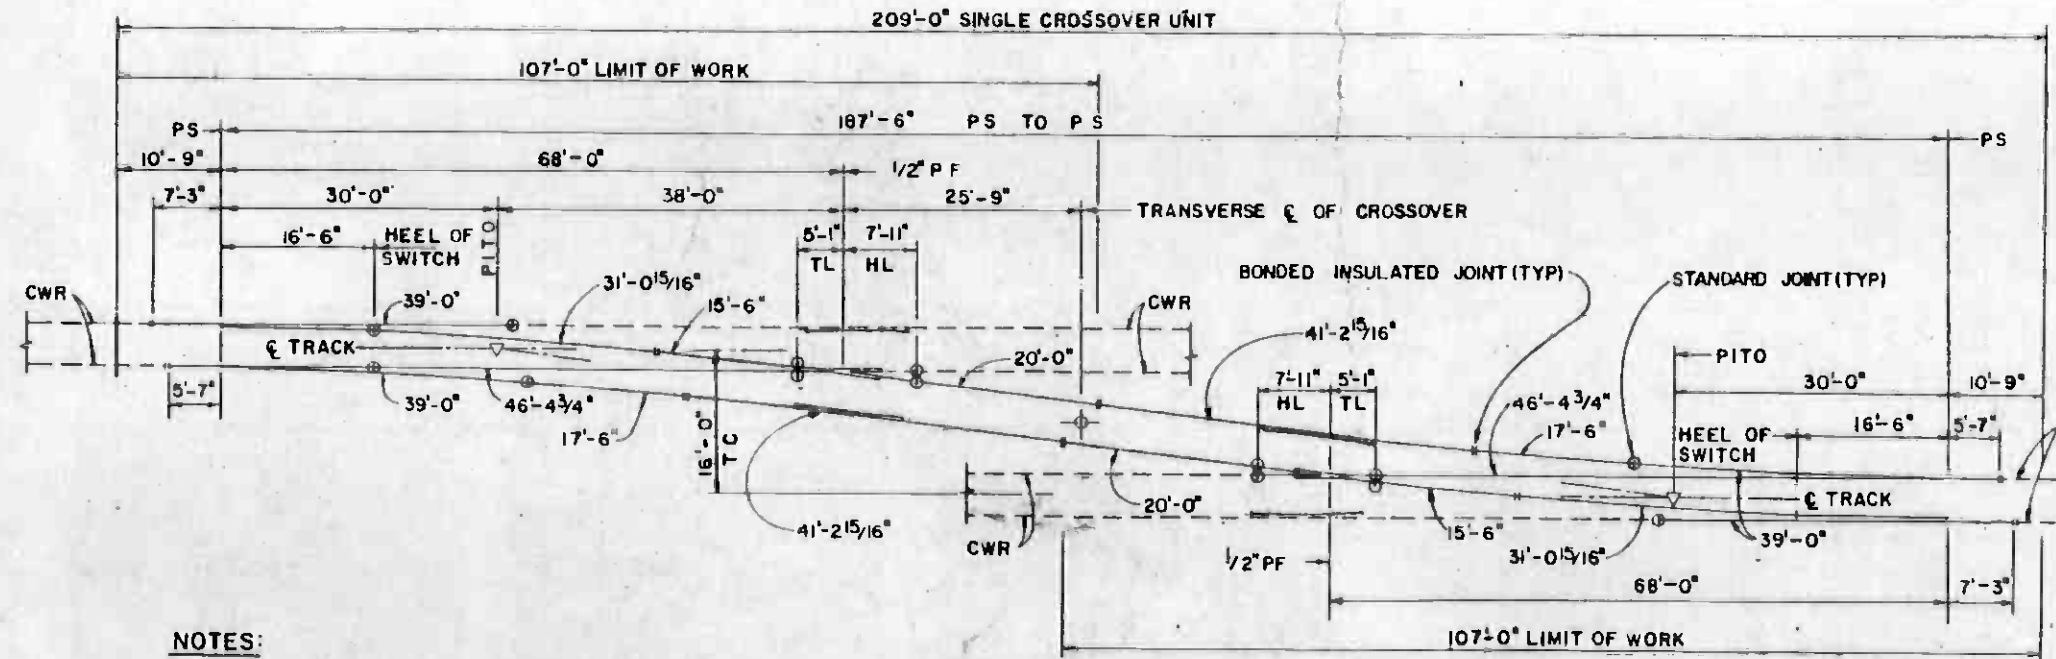 209'-0" SINGLE CROSSOVER UNIT
107'-0" LIMIT OF WORK
PS
187'-6" PS TO PS
PS
10'-9"
68'-0"
1/2" PF
7'-3"
30'-0"
38'-0"
25'-9"
TRANSVERSE ℄ OF CROSSOVER
16'-6"
HEEL OF
SWITCH
PITO
5'-1"
TL
7'-11"
HL
BONDED INSULATED JOINT(TYP)
STANDARD JOINT(TYP)
CWR
39'-0"
31'-0 15/16"
15'-6"
CWR
41'-2 15/16"
℄ TRACK
20'-0"
PITO
7'-11"
HL
5'-1"
TL
30'-0"
10'-9"
5'-7"
39'-0"
46'-4 3/4"
46'-4 3/4"
17'-6"
17'-6"
16'-0"
TC
HEEL OF
SWITCH
16'-6"
5'-7"
41'-2 15/16"
20'-0"
℄ TRACK
CWR
15'-6"
31'-0 15/16"
39'-0"
1/2" PF
68'-0"
7'-3"
NOTES:
107'-0" LIMIT OF WORK